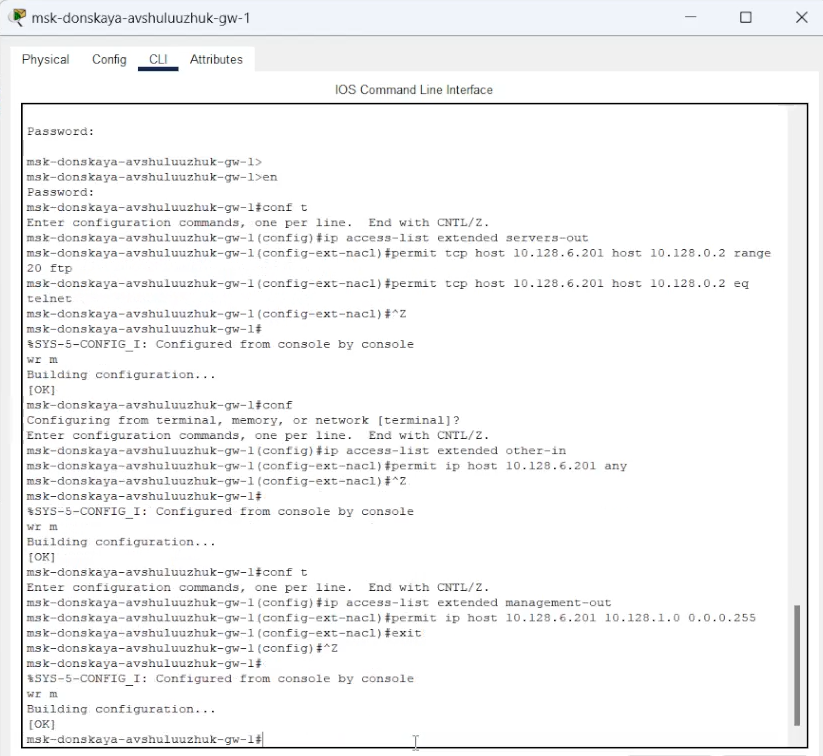 msk-donskaya-avshuluuzhuk-gw-1
Physical Config CLI Attributes
IOS Command Line Interface
Password:
msk-donskaya-avshuluuzhuk-gw-1>
msk-donskaya-avshuluuzhuk-gw-1>en
Password:
msk-donskaya-avshuluuzhuk-gw-1#conf t
Enter configuration commands, one per line.  End with CNTL/Z.
msk-donskaya-avshuluuzhuk-gw-1(config)#ip access-list extended servers-out
msk-donskaya-avshuluuzhuk-gw-1(config-ext-nacl)#permit tcp host 10.128.6.201 host 10.128.0.2 range
20 ftp
msk-donskaya-avshuluuzhuk-gw-1(config-ext-nacl)#permit tcp host 10.128.6.201 host 10.128.0.2 eq
telnet
msk-donskaya-avshuluuzhuk-gw-1(config-ext-nacl)#^Z
msk-donskaya-avshuluuzhuk-gw-1#
%SYS-5-CONFIG_I: Configured from console by console
wr m
Building configuration...
[OK]
msk-donskaya-avshuluuzhuk-gw-1#conf
Configuring from terminal, memory, or network [terminal]?
Enter configuration commands, one per line.  End with CNTL/Z.
msk-donskaya-avshuluuzhuk-gw-1(config)#ip access-list extended other-in
msk-donskaya-avshuluuzhuk-gw-1(config-ext-nacl)#permit ip host 10.128.6.201 any
msk-donskaya-avshuluuzhuk-gw-1(config-ext-nacl)#^Z
msk-donskaya-avshuluuzhuk-gw-1#
%SYS-5-CONFIG_I: Configured from console by console
wr m
Building configuration...
[OK]
msk-donskaya-avshuluuzhuk-gw-1#conf t
Enter configuration commands, one per line.  End with CNTL/Z.
msk-donskaya-avshuluuzhuk-gw-1(config)#ip access-list extended management-out
msk-donskaya-avshuluuzhuk-gw-1(config-ext-nacl)#permit ip host 10.128.6.201 10.128.1.0 0.0.0.255
msk-donskaya-avshuluuzhuk-gw-1(config-ext-nacl)#exit
msk-donskaya-avshuluuzhuk-gw-1(config)#^Z
msk-donskaya-avshuluuzhuk-gw-1#
%SYS-5-CONFIG_I: Configured from console by console
wr m
Building configuration...
[OK]
msk-donskaya-avshuluuzhuk-gw-1#